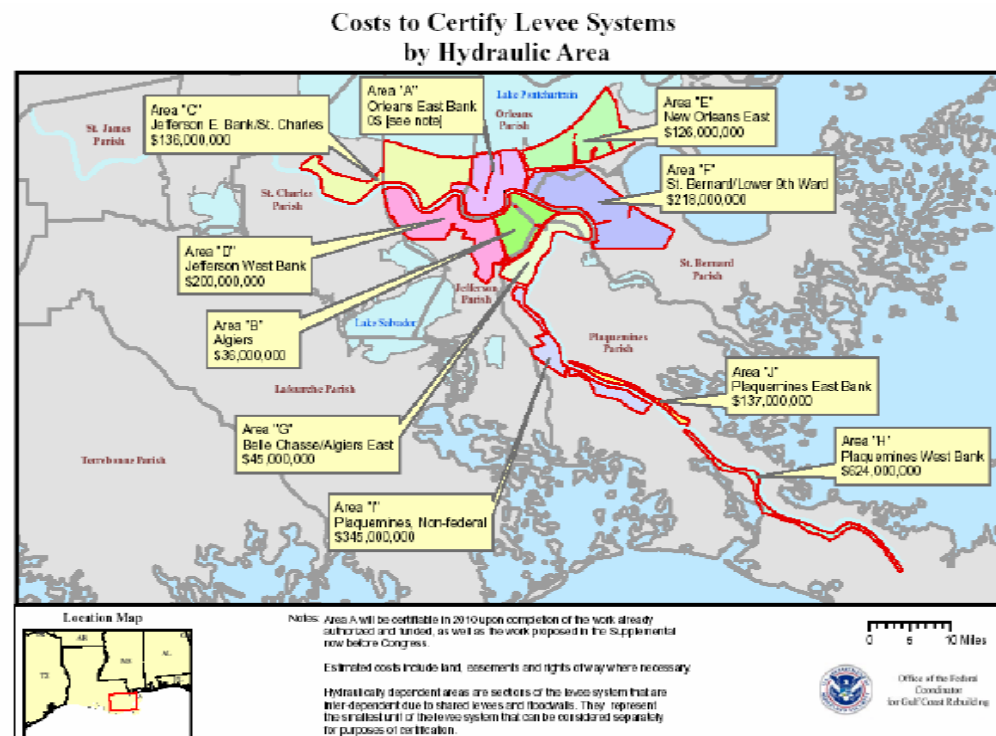 Costs to Certify Levee Systems
by Hydraulic Area
Area "A"
Orleans East Bank
0$ [see note]
Lake Pontchartrain
Orleans
Parish
Area "E"
New Orleans East
$126,000,000
Area "C"
Jefferson E. Bank/St. Charles
$136,000,000
St. James
Parish
St. Charles
Parish
Area "F"
St. Bernard/Lower 9th Ward
$218,000,000
Area "D"
Jefferson West Bank
$200,000,000
St. Bernard
Parish
Jefferson
Parish
Lake Salvador
Area "B"
Algiers
$36,000,000
Plaquemines
Parish
Lafourche Parish
Area "J"
Plaquemines East Bank
$137,000,000
Area "G"
Belle Chasse/Algiers East
$45,000,000
Terrebonne Parish
Area "H"
Plaquemines West Bank
$624,000,000
Area "I"
Plaquemines, Non-federal
$345,000,000
Location Map
TX
AR
MS
AL
Notes: Area A will be certifiable in 2010 upon completion of the work already
authorized and funded, as well as the work proposed in the Supplemental
now before Congress.
Estimated costs include land, easements and rights of way where necessary.
Hydraulically dependent areas are sections of the levee system that are
inter-dependent due to shared levees and floodwalls. They represent
the smallest unit of the levee system that can be considered separately
for purposes of certification.
0 5 10 Miles
Office of the Federal
Coordinator
for Gulf Coast Rebuilding